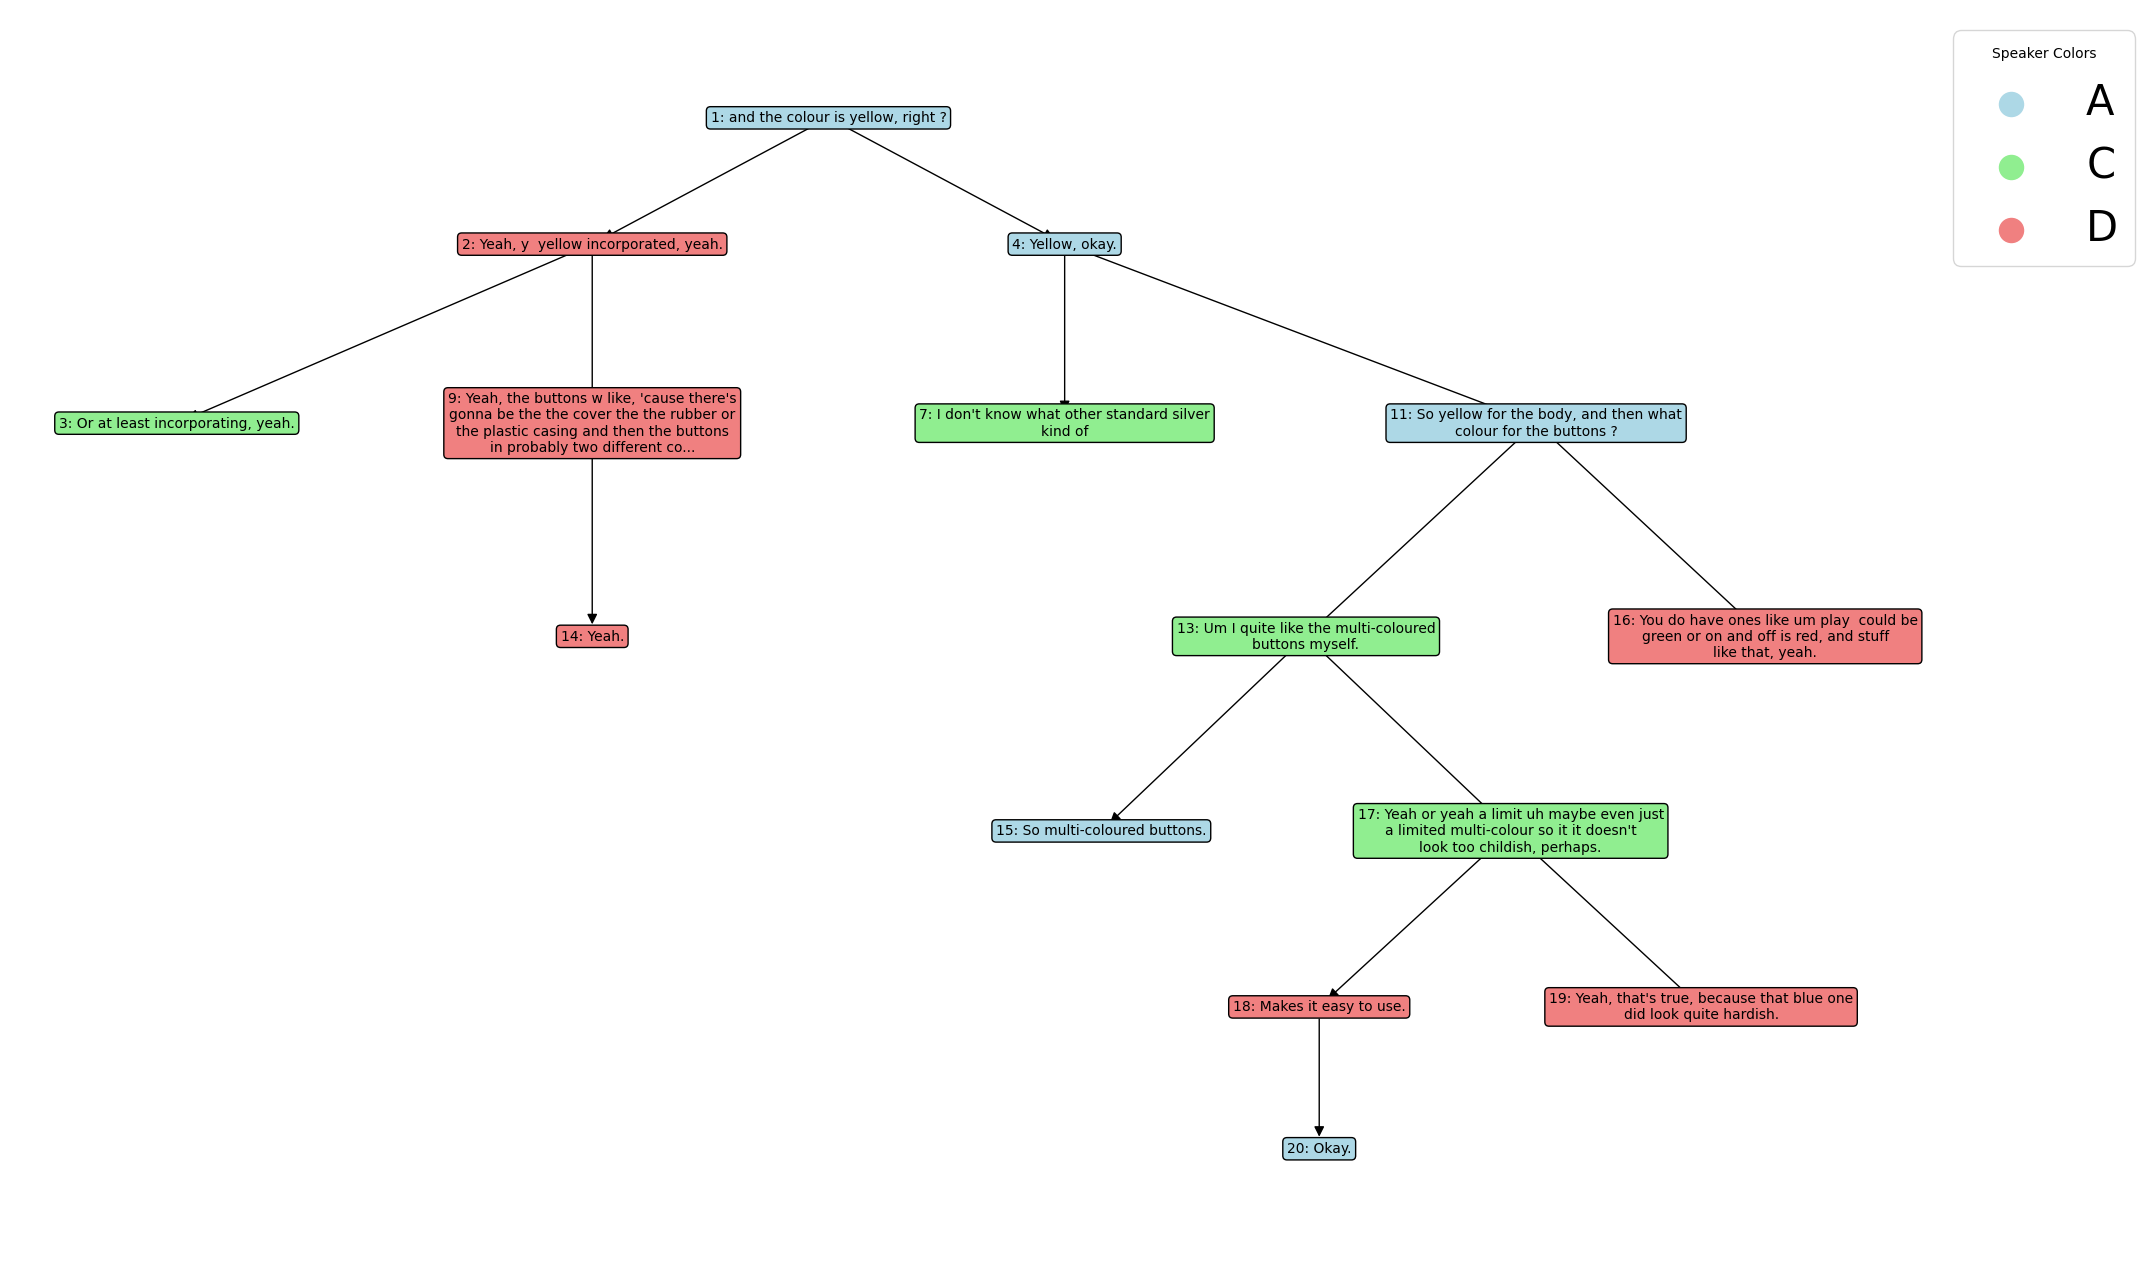 Speaker Colors
A
C
D
1: and the colour is yellow, right ?
2: Yeah, y  yellow incorporated, yeah.
4: Yellow, okay.
3: Or at least incorporating, yeah.
9: Yeah, the buttons w like, 'cause there's
gonna be the the cover the the rubber or
the plastic casing and then the buttons
in probably two different co...
7: I don't know what other standard silver
kind of
11: So yellow for the body, and then what
colour for the buttons ?
14: Yeah.
13: Um I quite like the multi-coloured
buttons myself.
16: You do have ones like um play  could be
green or on and off is red, and stuff
like that, yeah.
15: So multi-coloured buttons.
17: Yeah or yeah a limit uh maybe even just
a limited multi-colour so it it doesn't
look too childish, perhaps.
18: Makes it easy to use.
19: Yeah, that's true, because that blue one
did look quite hardish.
20: Okay.